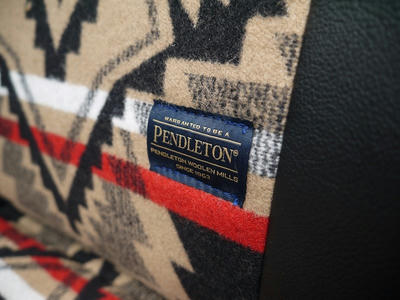 WARRANTED TO BE A
PENDLETON®
PENDLETON WOOLEN MILLS
SINCE 1863